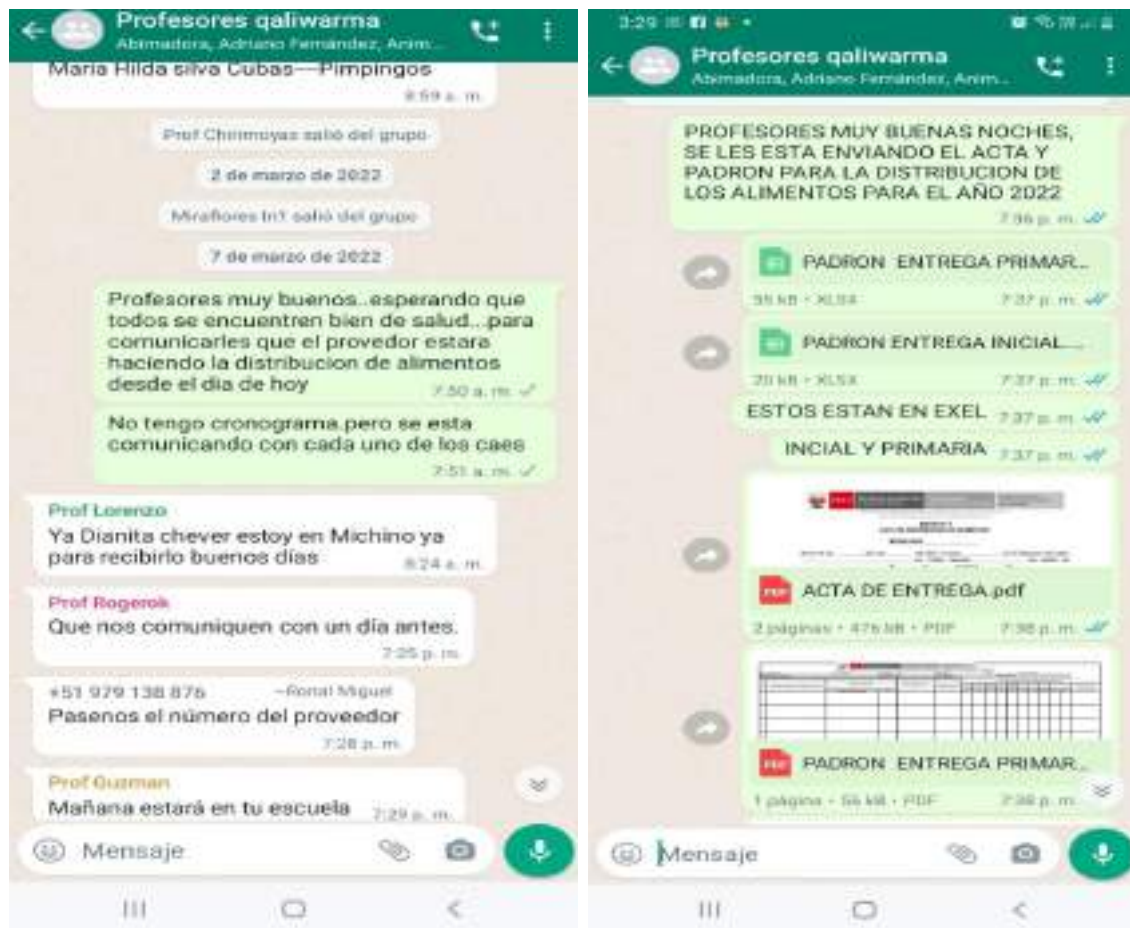 Profesores qaliwarma
Abimadora, Adriano Fernández, Anim...
Maria Hilda silva Cubas---Pimpingos
8:59 a. m.
Prof Chirimoyas salió del grupo
2 de marzo de 2022
Miraflores In1 salió del grupo
7 de marzo de 2022
Profesores muy buenos..esperando que
todos se encuentren bien de salud...para
comunicarles que el provedor estara
haciendo la distribucion de alimentos
desde el dia de hoy
7:50 a. m.
No tengo cronograma.pero se esta
comunicando con cada uno de los caes
7:51 a. m.
Prof Lorenzo
Ya Dianita chever estoy en Michino ya
para recibirlo buenos días
8:24 a. m.
Prof Rogerok
Que nos comuniquen con un día antes.
7:25 p. m.
+51 979 138 876 ~Ronal Miguel
Pasenos el número del proveedor
7:28 p. m.
Prof Guzman
Mañana estará en tu escuela
7:29 p. m.
Mensaje
3:29
Profesores qaliwarma
Abimadora, Adriano Fernández, Anim...
PROFESORES MUY BUENAS NOCHES,
SE LES ESTA ENVIANDO EL ACTA Y
PADRON PARA LA DISTRIBUCION DE
LOS ALIMENTOS PARA EL AÑO 2022
7:36 p. m.
PADRON ENTREGA PRIMAR...
XLSX 7:37 p. m.
PADRON ENTREGA INICIAL...
20 kB • XLSX 7:37 p. m.
ESTOS ESTAN EN EXEL 7:37 p. m.
INCIAL Y PRIMARIA 7:37 p. m.
ACTA DE ENTREGA.pdf
2 páginas • 476 kB • PDF 7:38 p. m.
PADRON ENTREGA PRIMAR...
1 página • 56 kB • PDF 7:38 p. m.
Mensaje